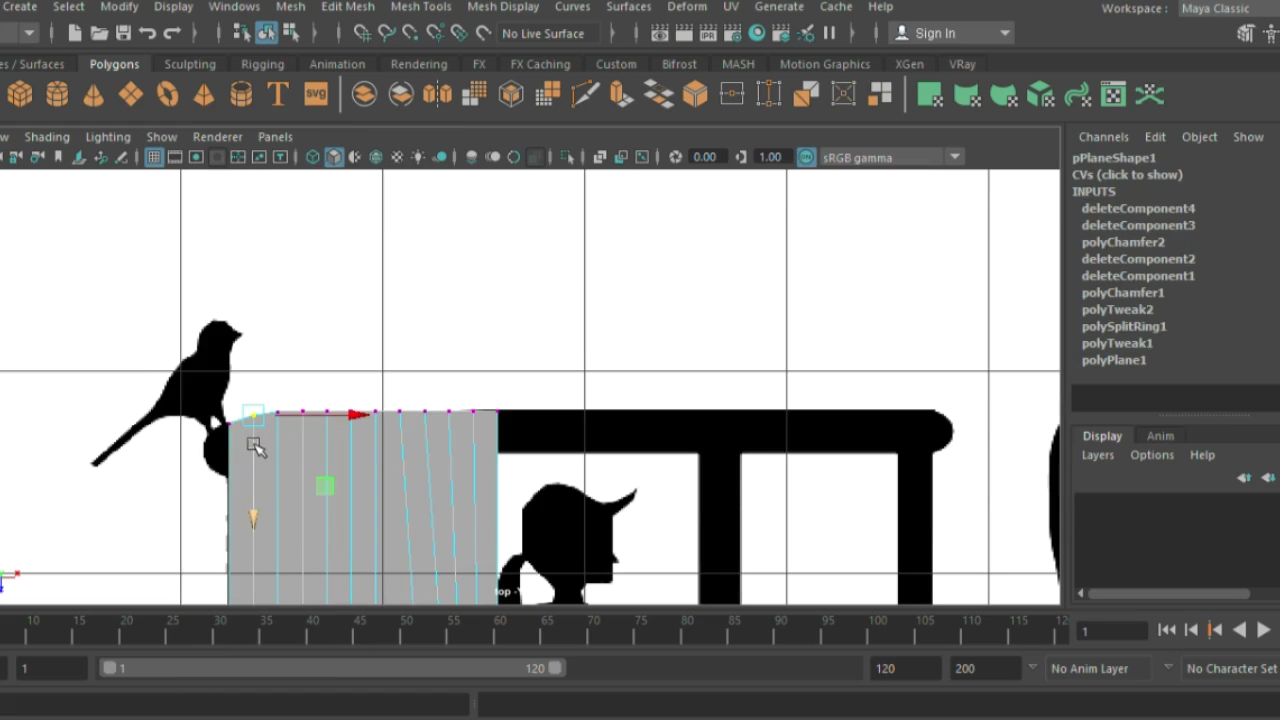 Create Select Modify Display Windows Mesh Edit Mesh Mesh Tools Mesh Display Curves Surfaces Deform UV Generate Cache Help Workspace : Maya Classic
No Live Surface Sign In
es / Surfaces Polygons Sculpting Rigging Animation Rendering FX FX Caching Custom Bifrost MASH Motion Graphics XGen VRay
T svg
w Shading Lighting Show Renderer Panels Channels Edit Object Show
0.00 1.00 sRGB gamma
pPlaneShape1
CVs (click to show)
INPUTS
deleteComponent4
deleteComponent3
polyChamfer2
deleteComponent2
deleteComponent1
polyChamfer1
polyTweak2
polySplitRing1
polyTweak1
polyPlane1
Display Anim
Layers Options Help
top -Y
10 15 20 25 30 35 40 45 50 55 60 65 70 75 80 85 90 95 100 105 110 115 12
1
1 1 120 120 200 No Anim Layer No Character Set